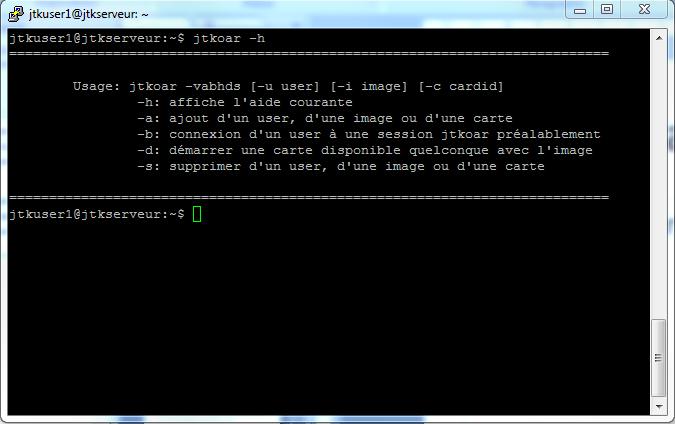 jtkuser1@jtkserveur: ~
jtkuser1@jtkserveur:~$ jtkoar -h
===========================================================================
Usage: jtkoar -vabhds [-u user] [-i image] [-c cardid]
-h: affiche l'aide courante
-a: ajout d'un user, d'une image ou d'une carte
-b: connexion d'un user à une session jtkoar préalablement
-d: démarrer une carte disponible quelconque avec l'image
-s: supprimer d'un user, d'une image ou d'une carte
===========================================================================
jtkuser1@jtkserveur:~$